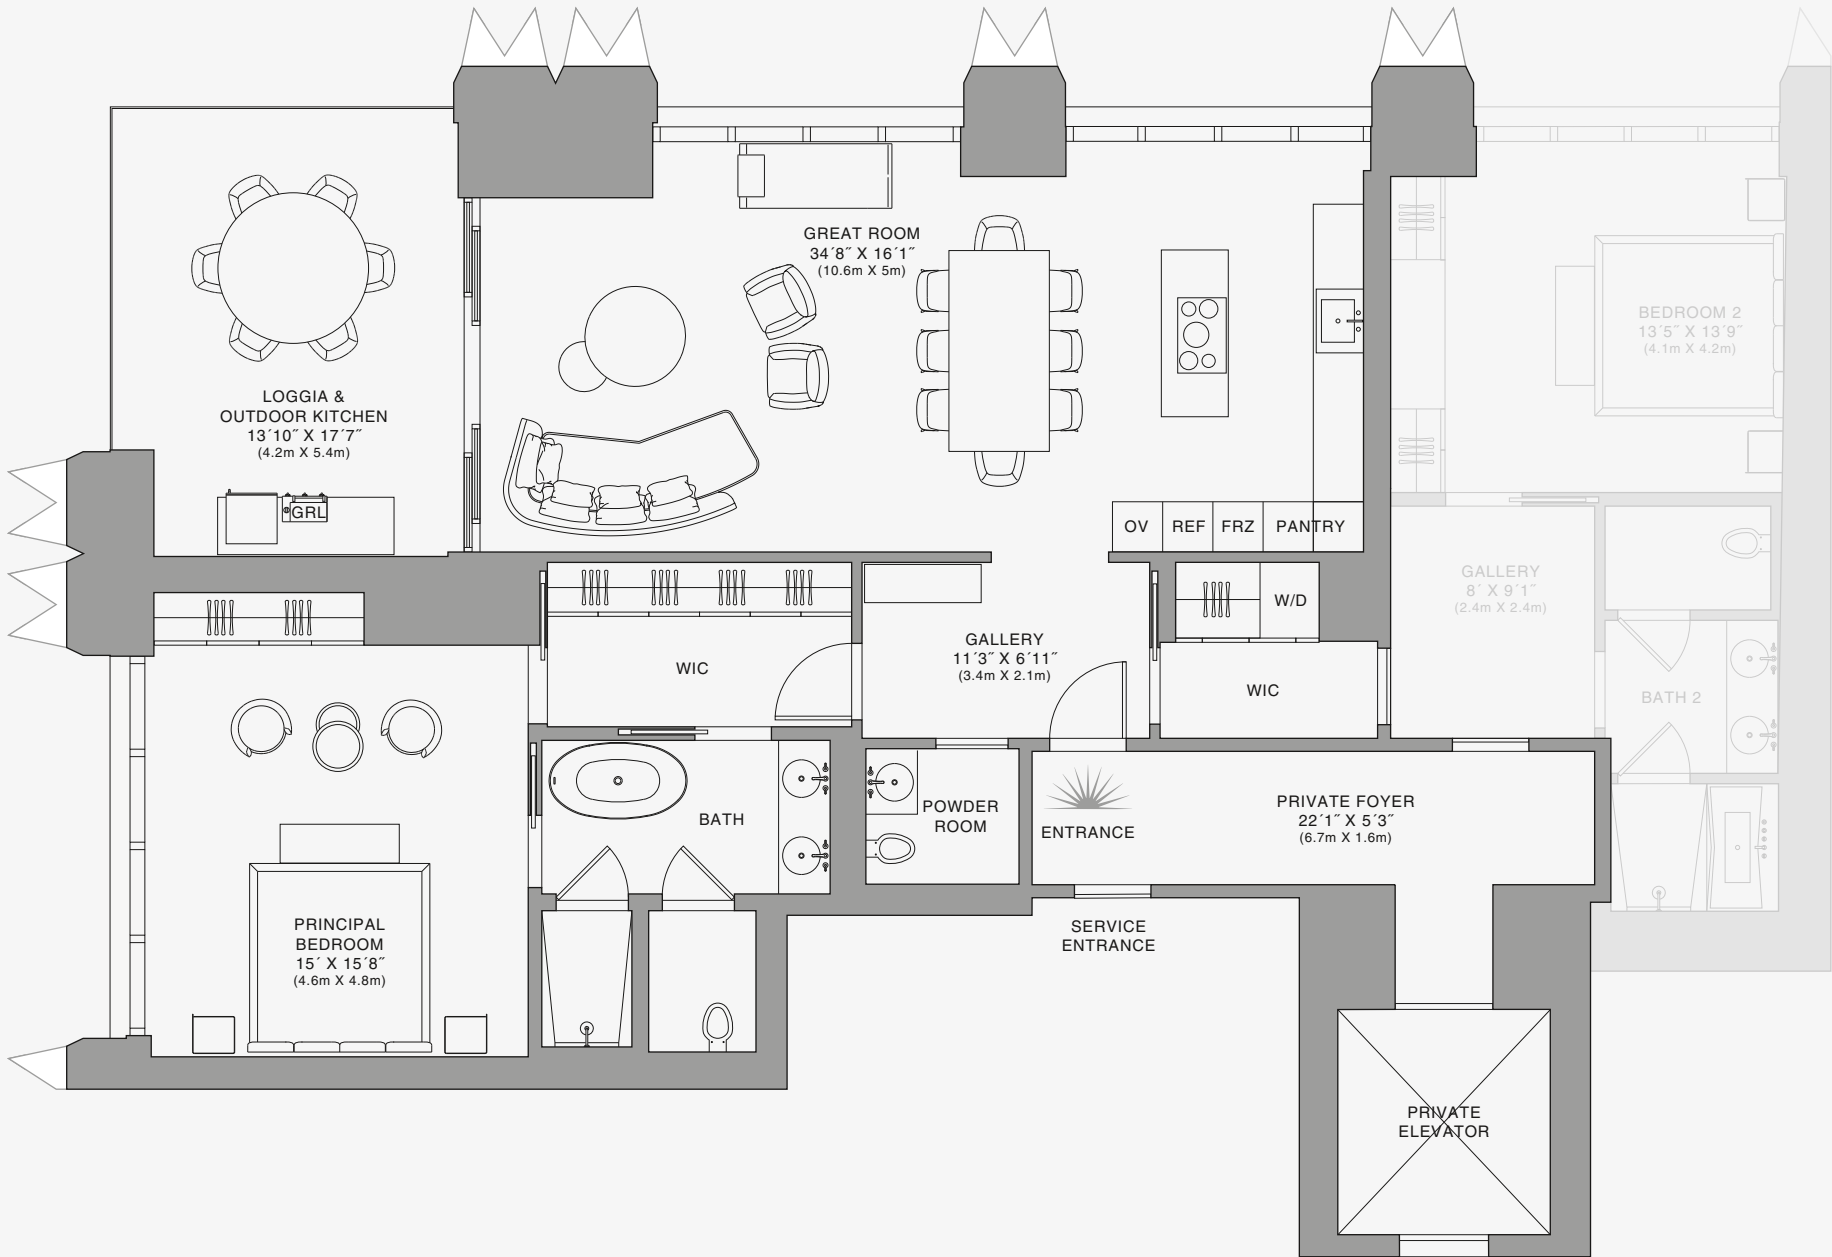 GREAT ROOM
34´8˝ X 16´1˝
(10.6m X 5m)
LOGGIA &
OUTDOOR KITCHEN
13´10˝ X 17´7˝
(4.2m X 5.4m)
GRL
OV
REF
FRZ
PANTRY
BEDROOM 2
13´5˝ X 13´9˝
(4.1m X 4.2m)
GALLERY
8´ X 9´1˝
(2.4m X 2.4m)
BATH 2
W/D
WIC
GALLERY
11´3˝ X 6´11˝
(3.4m X 2.1m)
WIC
BATH
POWDER
ROOM
ENTRANCE
PRIVATE FOYER
22´1˝ X 5´3˝
(6.7m X 1.6m)
PRINCIPAL
BEDROOM
15´ X 15´8˝
(4.6m X 4.8m)
SERVICE
ENTRANCE
PRIVATE
ELEVATOR